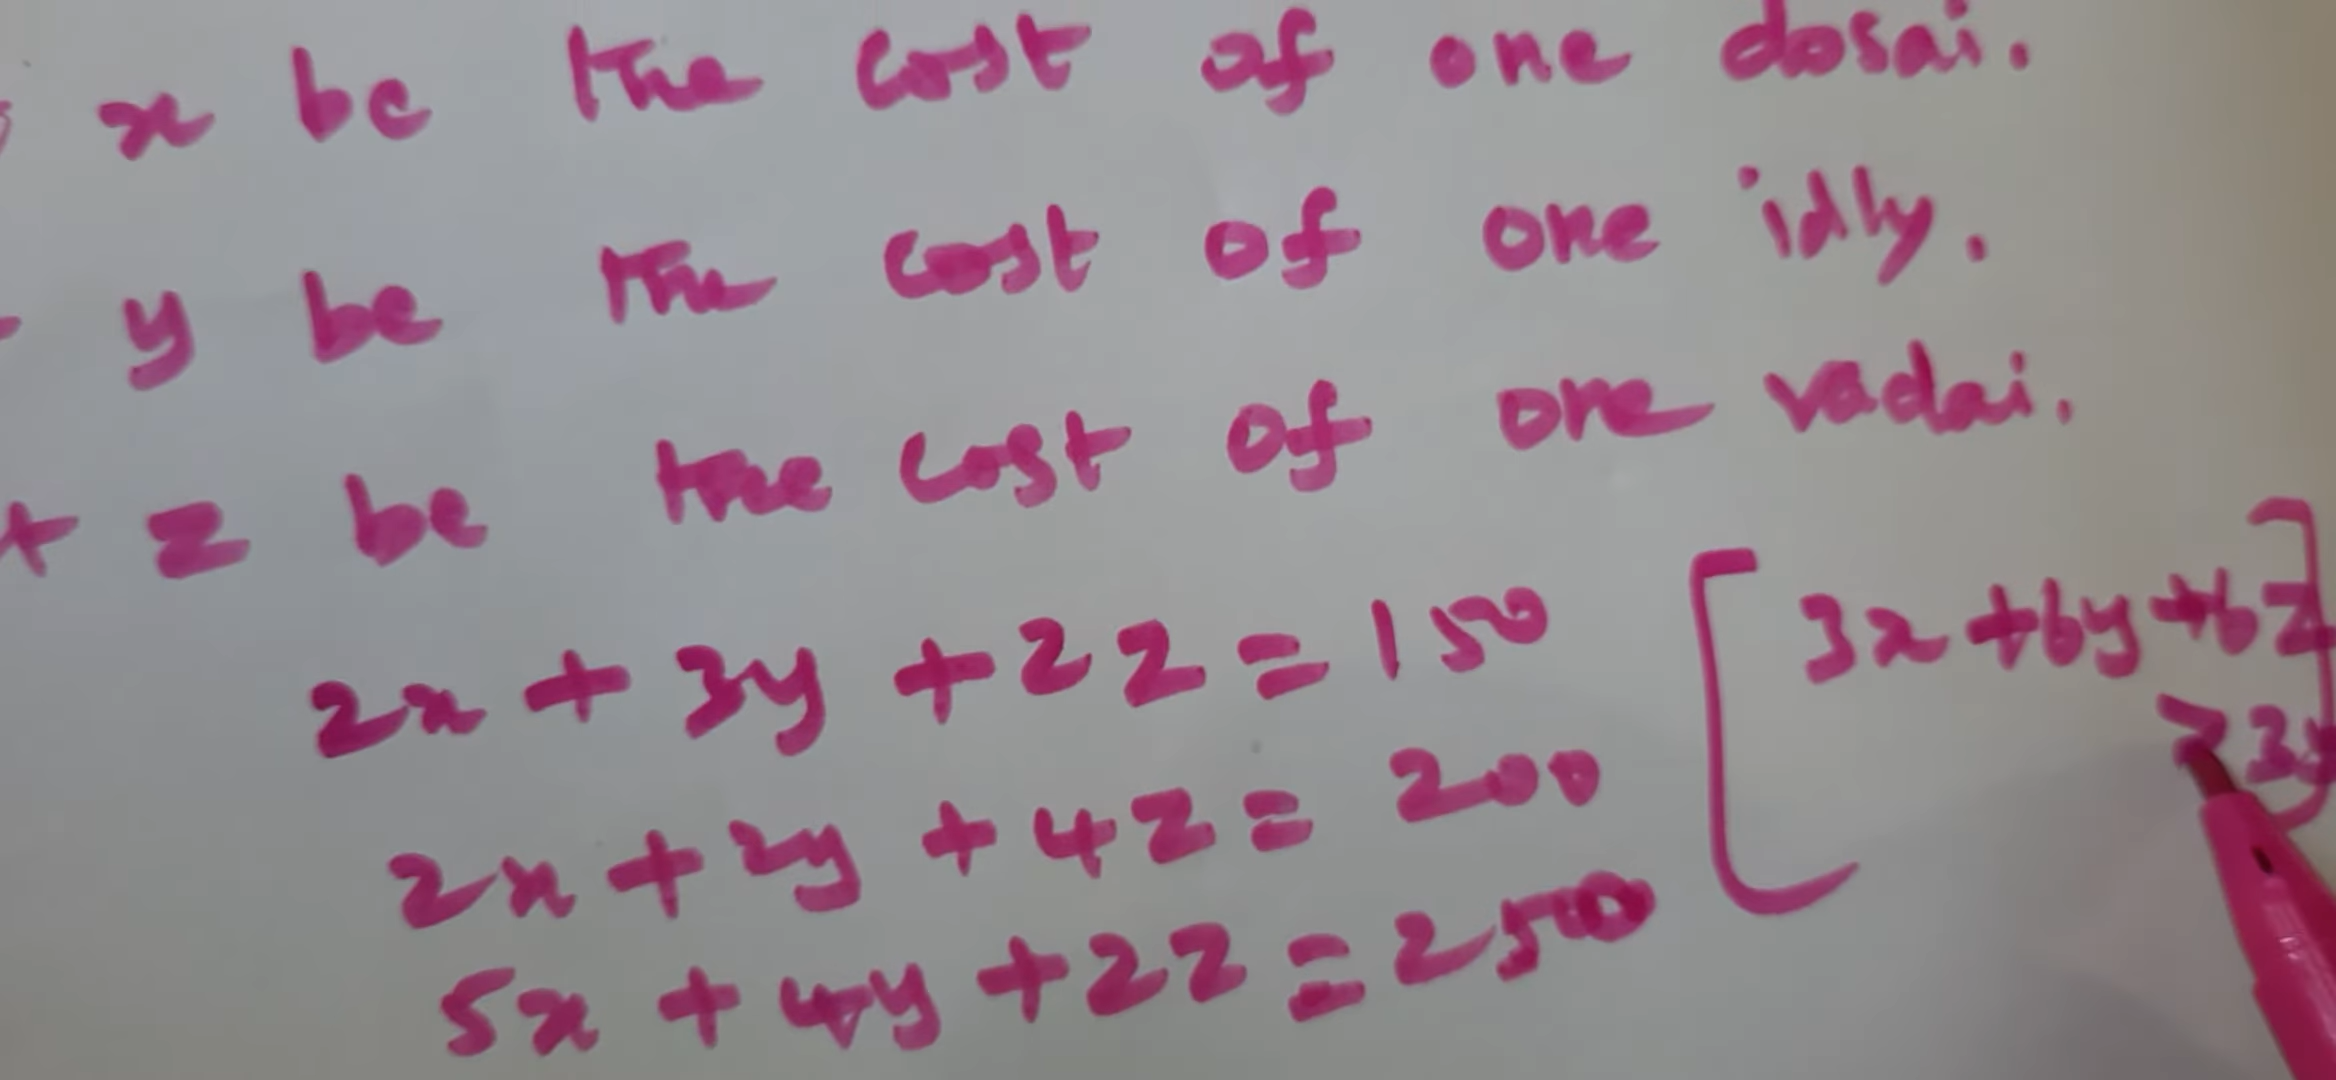 x be the cost of one dosai.
y be the cost of one idly.
z be the cost of one vadai.
2x + 3y + 2z = 150
2x + 2y + 4z = 200
5x + 4y + 2z = 250
3x + 6y + 6z